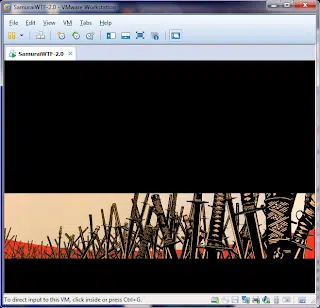 SamuraiWTF-2.0 - VMware Workstation
File Edit View VM Tabs Help
SamuraiWTF-2.0
To direct input to this VM, click inside or press Ctrl+G.